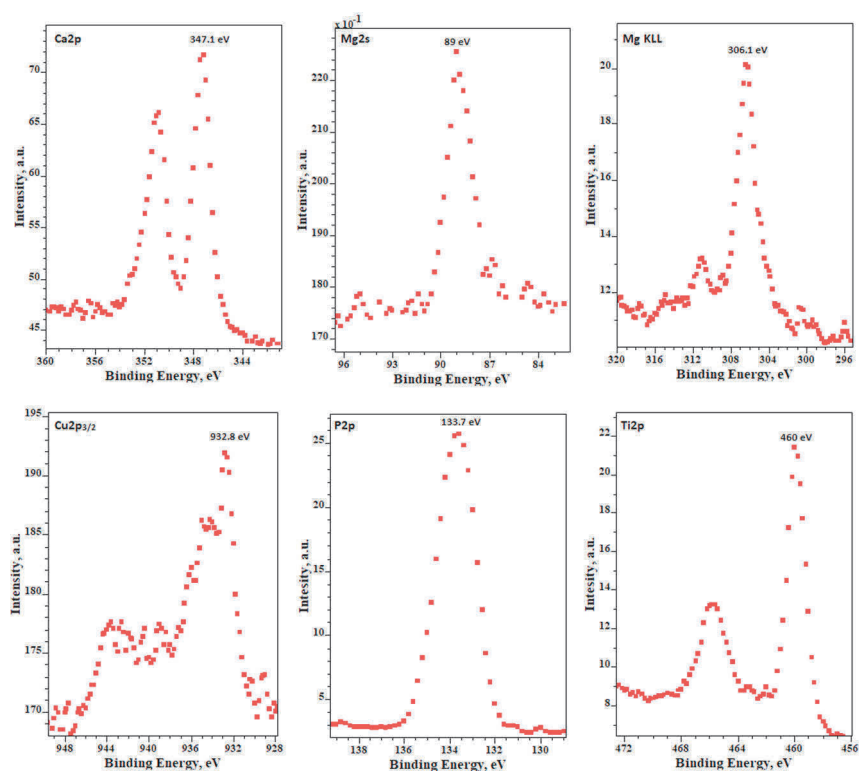 Ca2p
347.1 eV
Intensity, a.u.
70
65
60
55
50
45
360
356
352
348
344
Binding Energy, eV
x10⁻¹
Mg2s
89 eV
Intensity, a.u.
220
210
200
190
180
170
96
93
90
87
84
Binding Energy, eV
Mg KLL
306.1 eV
Intensity, a.u.
20
18
16
14
12
320
316
312
308
304
300
296
Binding Energy, eV
Cu2p3/2
932.8 eV
Intensity, a.u.
195
190
185
180
175
170
948
944
940
936
932
928
Binding Energy, eV
P2p
133.7 eV
Intensity, a.u.
25
20
15
10
5
138
136
134
132
130
Binding Energy, eV
Ti2p
460 eV
Intesity, a.u.
22
20
18
16
14
12
10
8
472
468
464
460
456
Binding Energy, eV